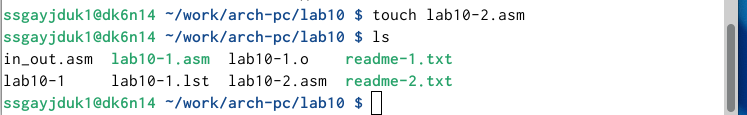 ssgayjduk1@dk6n14 ~/work/arch-pc/lab10 $ touch lab10-2.asm
ssgayjduk1@dk6n14 ~/work/arch-pc/lab10 $ ls
in_out.asm lab10-1.asm lab10-1.o readme-1.txt
lab10-1 lab10-1.lst lab10-2.asm readme-2.txt
ssgayjduk1@dk6n14 ~/work/arch-pc/lab10 $